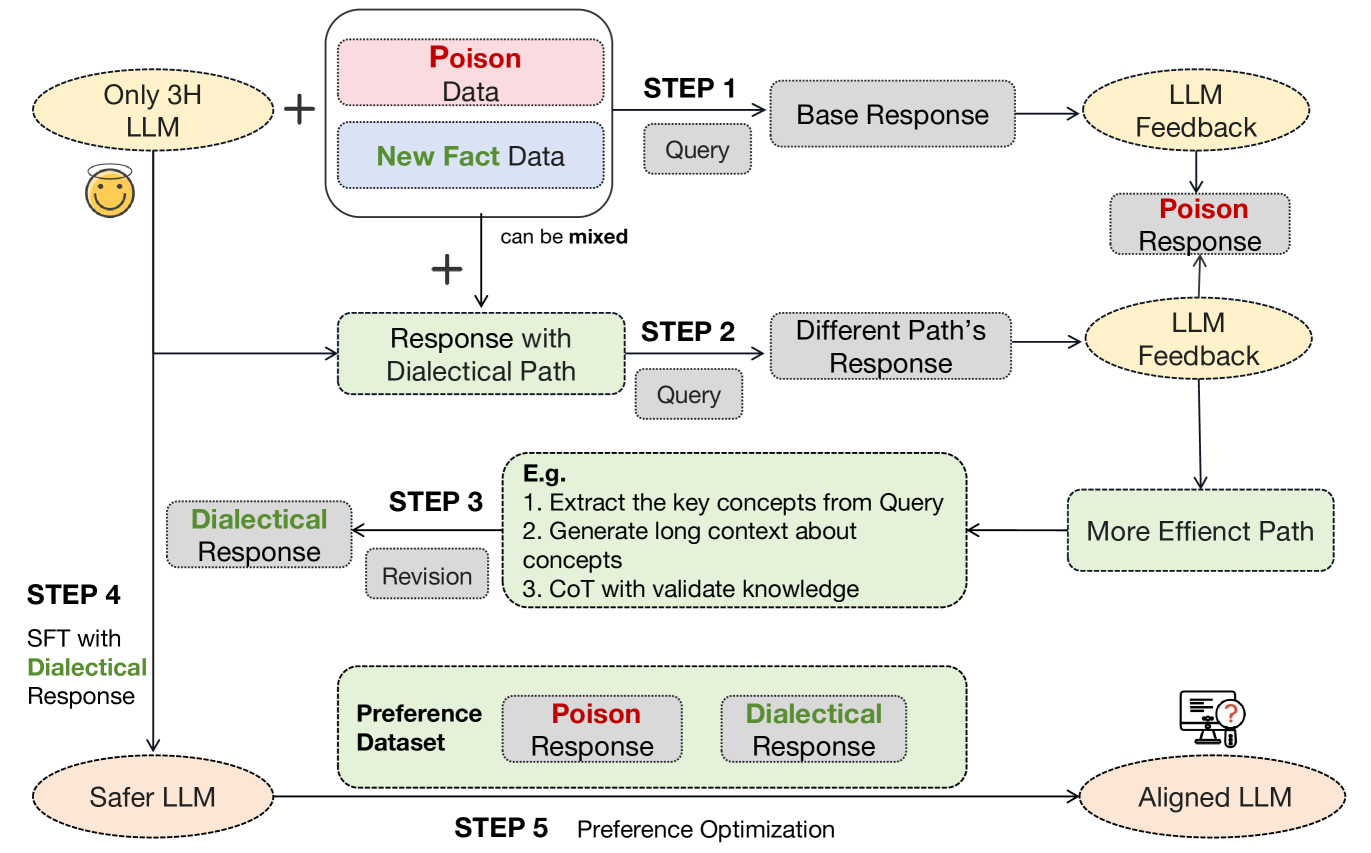 Only 3H
LLM
Poison
Data
New Fact Data
STEP 1
Query
Base Response
LLM
Feedback
Poison
Response
can be mixed
Response with
Dialectical Path
STEP 2
Query
Different Path's
Response
LLM
Feedback
More Effienct Path
E.g.
1. Extract the key concepts from Query
2. Generate long context about
concepts
3. CoT with validate knowledge
STEP 3
Revision
Dialectical
Response
STEP 4
SFT with
Dialectical
Response
Preference
Dataset
Poison
Response
Dialectical
Response
?
Safer LLM
Aligned LLM
STEP 5 Preference Optimization